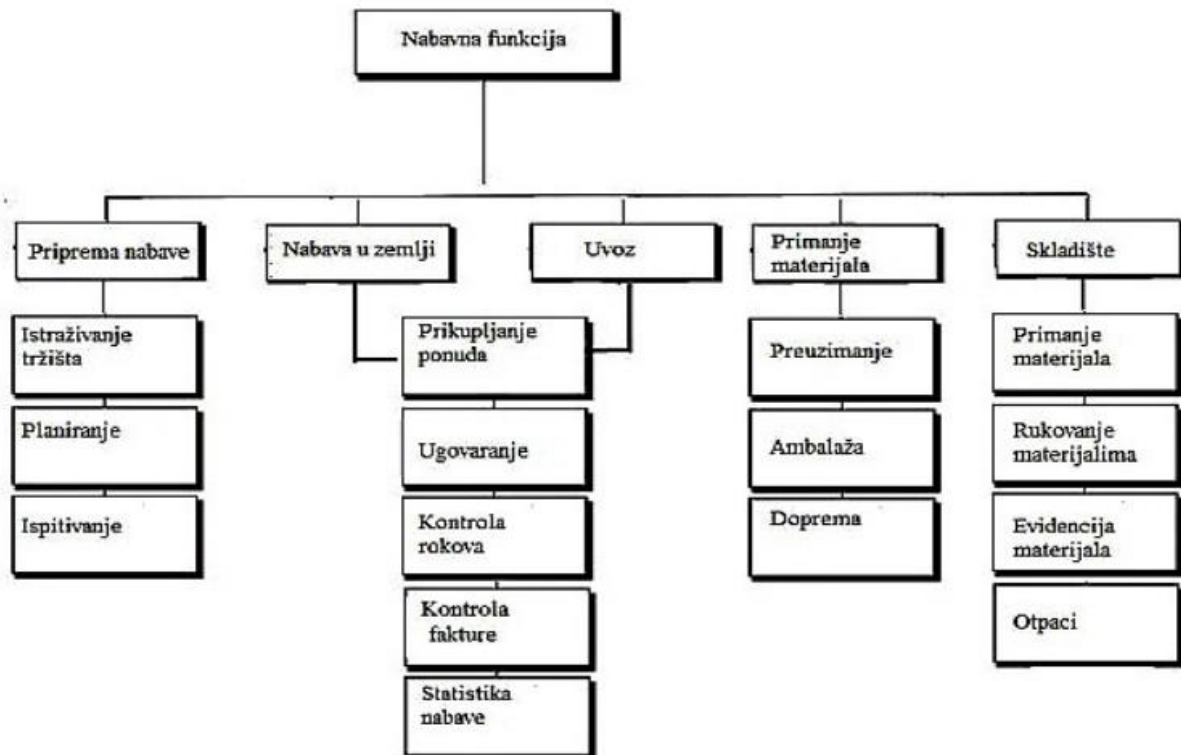 Nabavna funkcija
Priprema nabave
Nabava u zemlji
Uvoz
Primanje
materijala
Skladište
Istraživanje
tržišta
Planiranje
Ispitivanje
Prikupljanje
ponuda
Ugovaranje
Kontrola
rokova
Kontrola
fakture
Statistika
nabave
Preuzimanje
Ambalaža
Doprema
Primanje
materijala
Rukovanje
materijalima
Evidencija
materijala
Otpaci